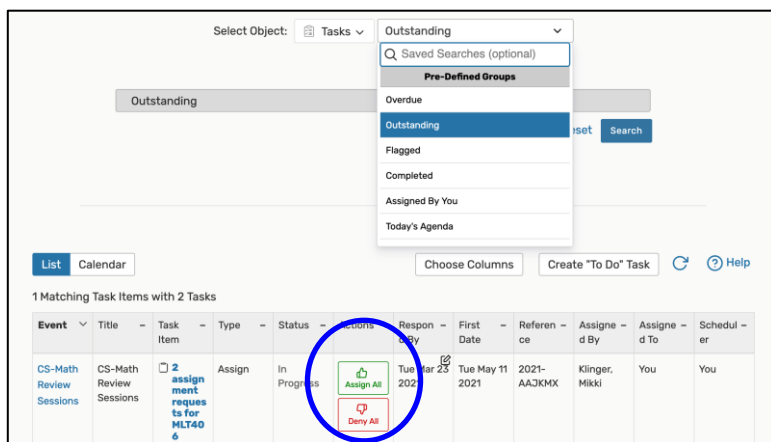 Select Object: Tasks Outstanding
Saved Searches (optional)
Pre-Defined Groups
Overdue
Outstanding
Outstanding
set Search
Flagged
Completed
Assigned By You
Today's Agenda
List Calendar Choose Columns Create "To Do" Task Help
1 Matching Task Items with 2 Tasks
Event Title Task Item Type Status Actions Respon d By First Date Referen ce Assigne d By Assigne d To Schedul er
CS-Math Review Sessions
CS-Math Review Sessions
2 assign ment reques ts for MLT40 6
Assign
In Progress
Assign All
Deny All
Tue Mar 23
Tue May 11 2021
2021-AAJKMX
Klinger, Mikki
You
You